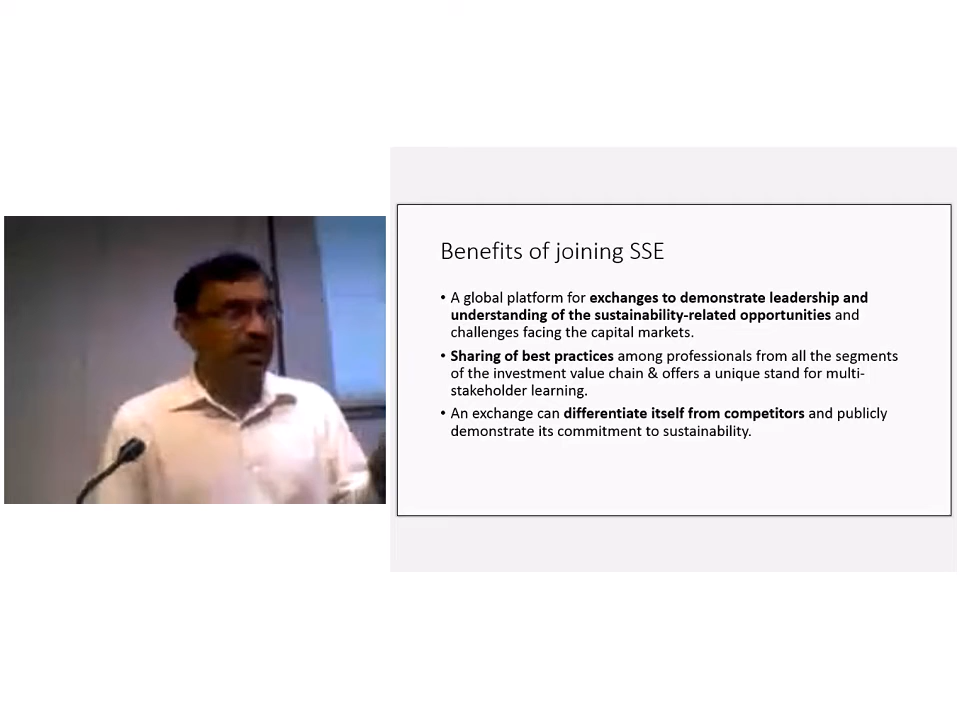 Benefits of joining SSE
• A global platform for exchanges to demonstrate leadership and
understanding of the sustainability-related opportunities and
challenges facing the capital markets.
• Sharing of best practices among professionals from all the segments
of the investment value chain & offers a unique stand for multi-
stakeholder learning.
• An exchange can differentiate itself from competitors and publicly
demonstrate its commitment to sustainability.